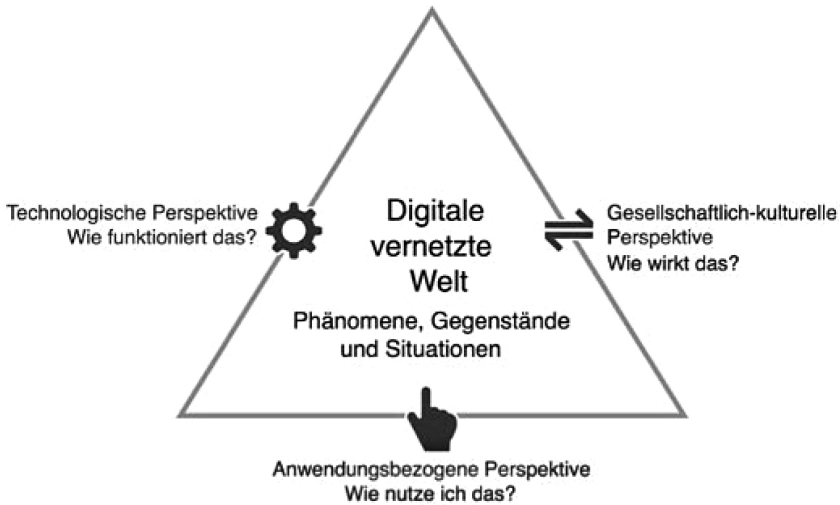 Technologische Perspektive
Wie funktioniert das?
Digitale
vernetzte
Welt
Phänomene, Gegenstände
und Situationen
Gesellschaftlich-kulturelle
Perspektive
Wie wirkt das?
Anwendungsbezogene Perspektive
Wie nutze ich das?